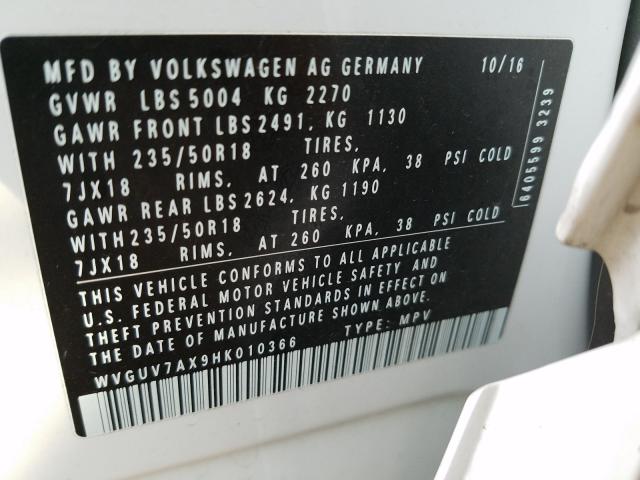 MFD BY VOLKSWAGEN AG GERMANY 10/16
GVWR LBS 5004 KG 2270
GAWR FRONT LBS 2491, KG 1130
WITH 235/50R18 TIRES,
7JX18 RIMS, AT 260 KPA, 38 PSI COLD
GAWR REAR LBS 2624, KG 1190
WITH 235/50R18 TIRES,
7JX18 RIMS, AT 260 KPA, 38 PSI COLD
THIS VEHICLE CONFORMS TO ALL APPLICABLE
U.S. FEDERAL MOTOR VEHICLE SAFETY AND
THEFT PREVENTION STANDARDS IN EFFECT ON
THE DATE OF MANUFACTURE SHOWN ABOVE.
WVGUV7AX9HK010366 TYPE: MPV
6405599 3239